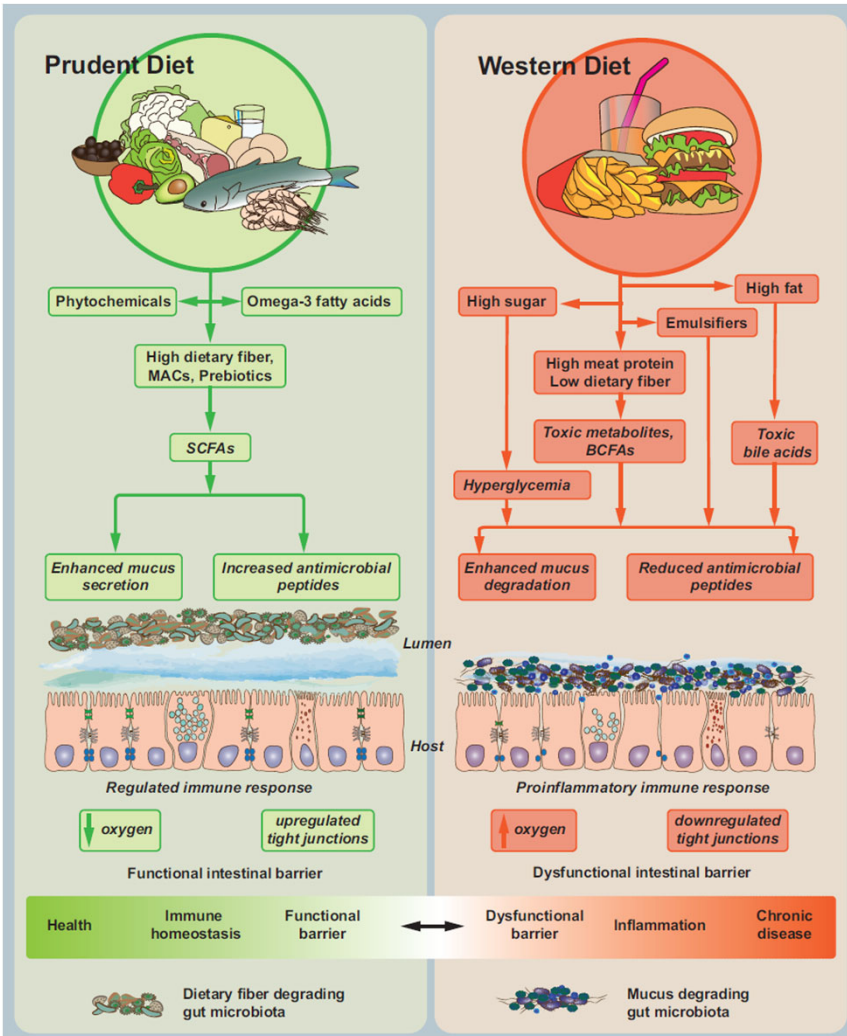 Prudent Diet
Phytochemicals
Omega-3 fatty acids
High dietary fiber,
MACs, Prebiotics
SCFAs
Enhanced mucus
secretion
Increased antimicrobial
peptides
Western Diet
High sugar
High fat
Emulsifiers
High meat protein
Low dietary fiber
Toxic metabolites,
BCFAs
Toxic
bile acids
Hyperglycemia
Enhanced mucus
degradation
Reduced antimicrobial
peptides
Lumen
Host
Regulated immune response
oxygen
upregulated
tight junctions
Functional intestinal barrier
Proinflammatory immune response
oxygen
downregulated
tight junctions
Dysfunctional intestinal barrier
Health
Immune
homeostasis
Functional
barrier
Dysfunctional
barrier
Inflammation
Chronic
disease
Dietary fiber degrading
gut microbiota
Mucus degrading
gut microbiota